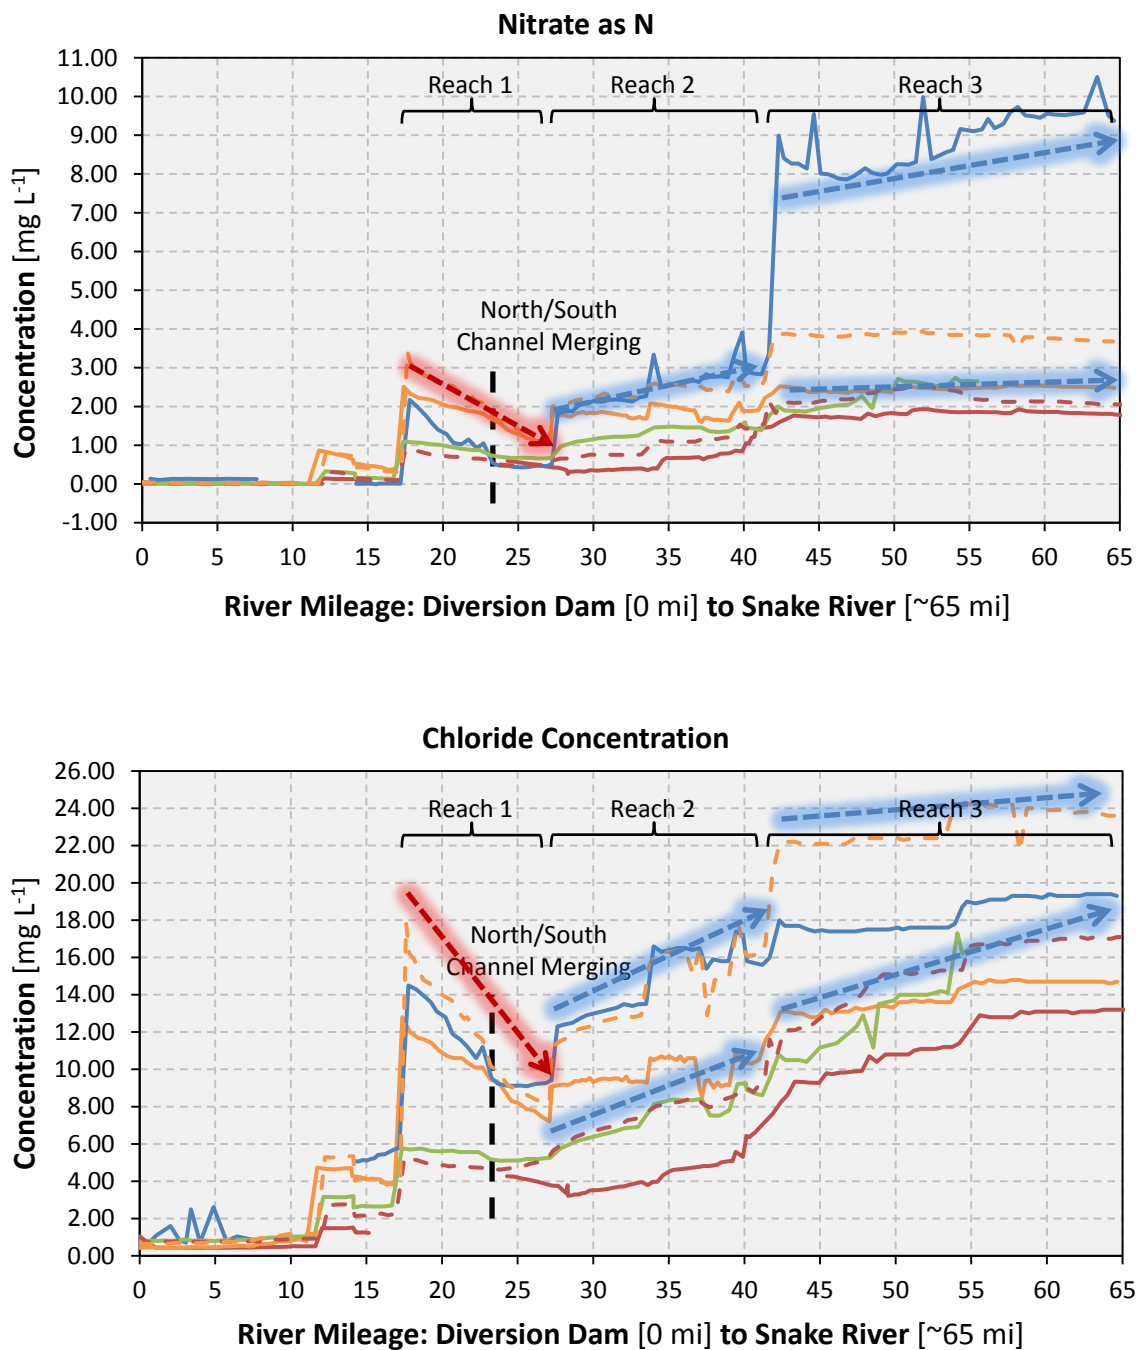 Nitrate as N
11.00
10.00
9.00
8.00
7.00
6.00
5.00
4.00
3.00
2.00
1.00
0.00
-1.00
Concentration [mg L-1]
Reach 1
Reach 2
Reach 3
North/South
Channel Merging
0 5 10 15 20 25 30 35 40 45 50 55 60 65
River Mileage: Diversion Dam [0 mi] to Snake River [~65 mi]
Chloride Concentration
26.00
24.00
22.00
20.00
18.00
16.00
14.00
12.00
10.00
8.00
6.00
4.00
2.00
0.00
Concentration [mg L-1]
Reach 1
Reach 2
Reach 3
North/South
Channel Merging
0 5 10 15 20 25 30 35 40 45 50 55 60 65
River Mileage: Diversion Dam [0 mi] to Snake River [~65 mi]